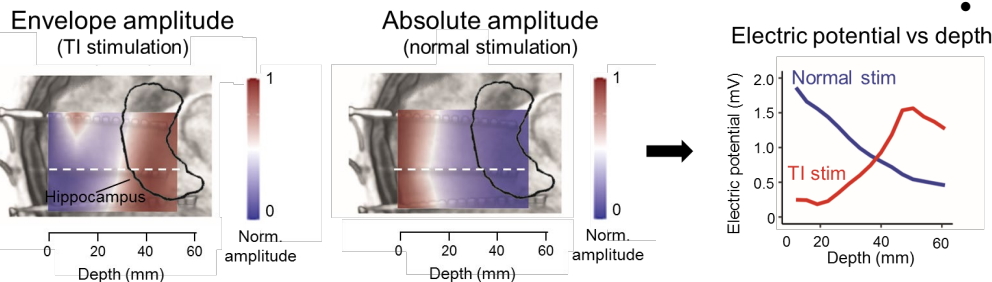 Envelope amplitude
(TI stimulation)
1
0
Norm.
amplitude
Hippocampus
0 20 40 60
Depth (mm)
Absolute amplitude
(normal stimulation)
1
0
Norm.
amplitude
0 20 40 60
Depth (mm)
Electric potential vs depth
Electric potential (mV)
2.0
1.5
1.0
0.5
0
Normal stim
TI stim
0 20 40 60
Depth (mm)